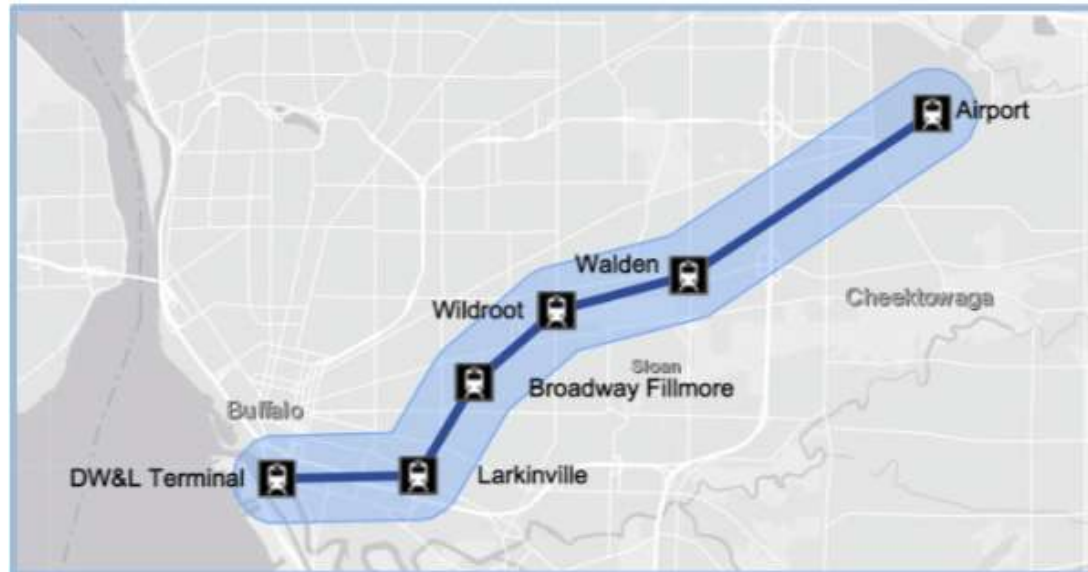 Airport
Walden
Wildroot
Cheektowaga
Sloan
Broadway Fillmore
Buffalo
DW&L Terminal
Larkinville